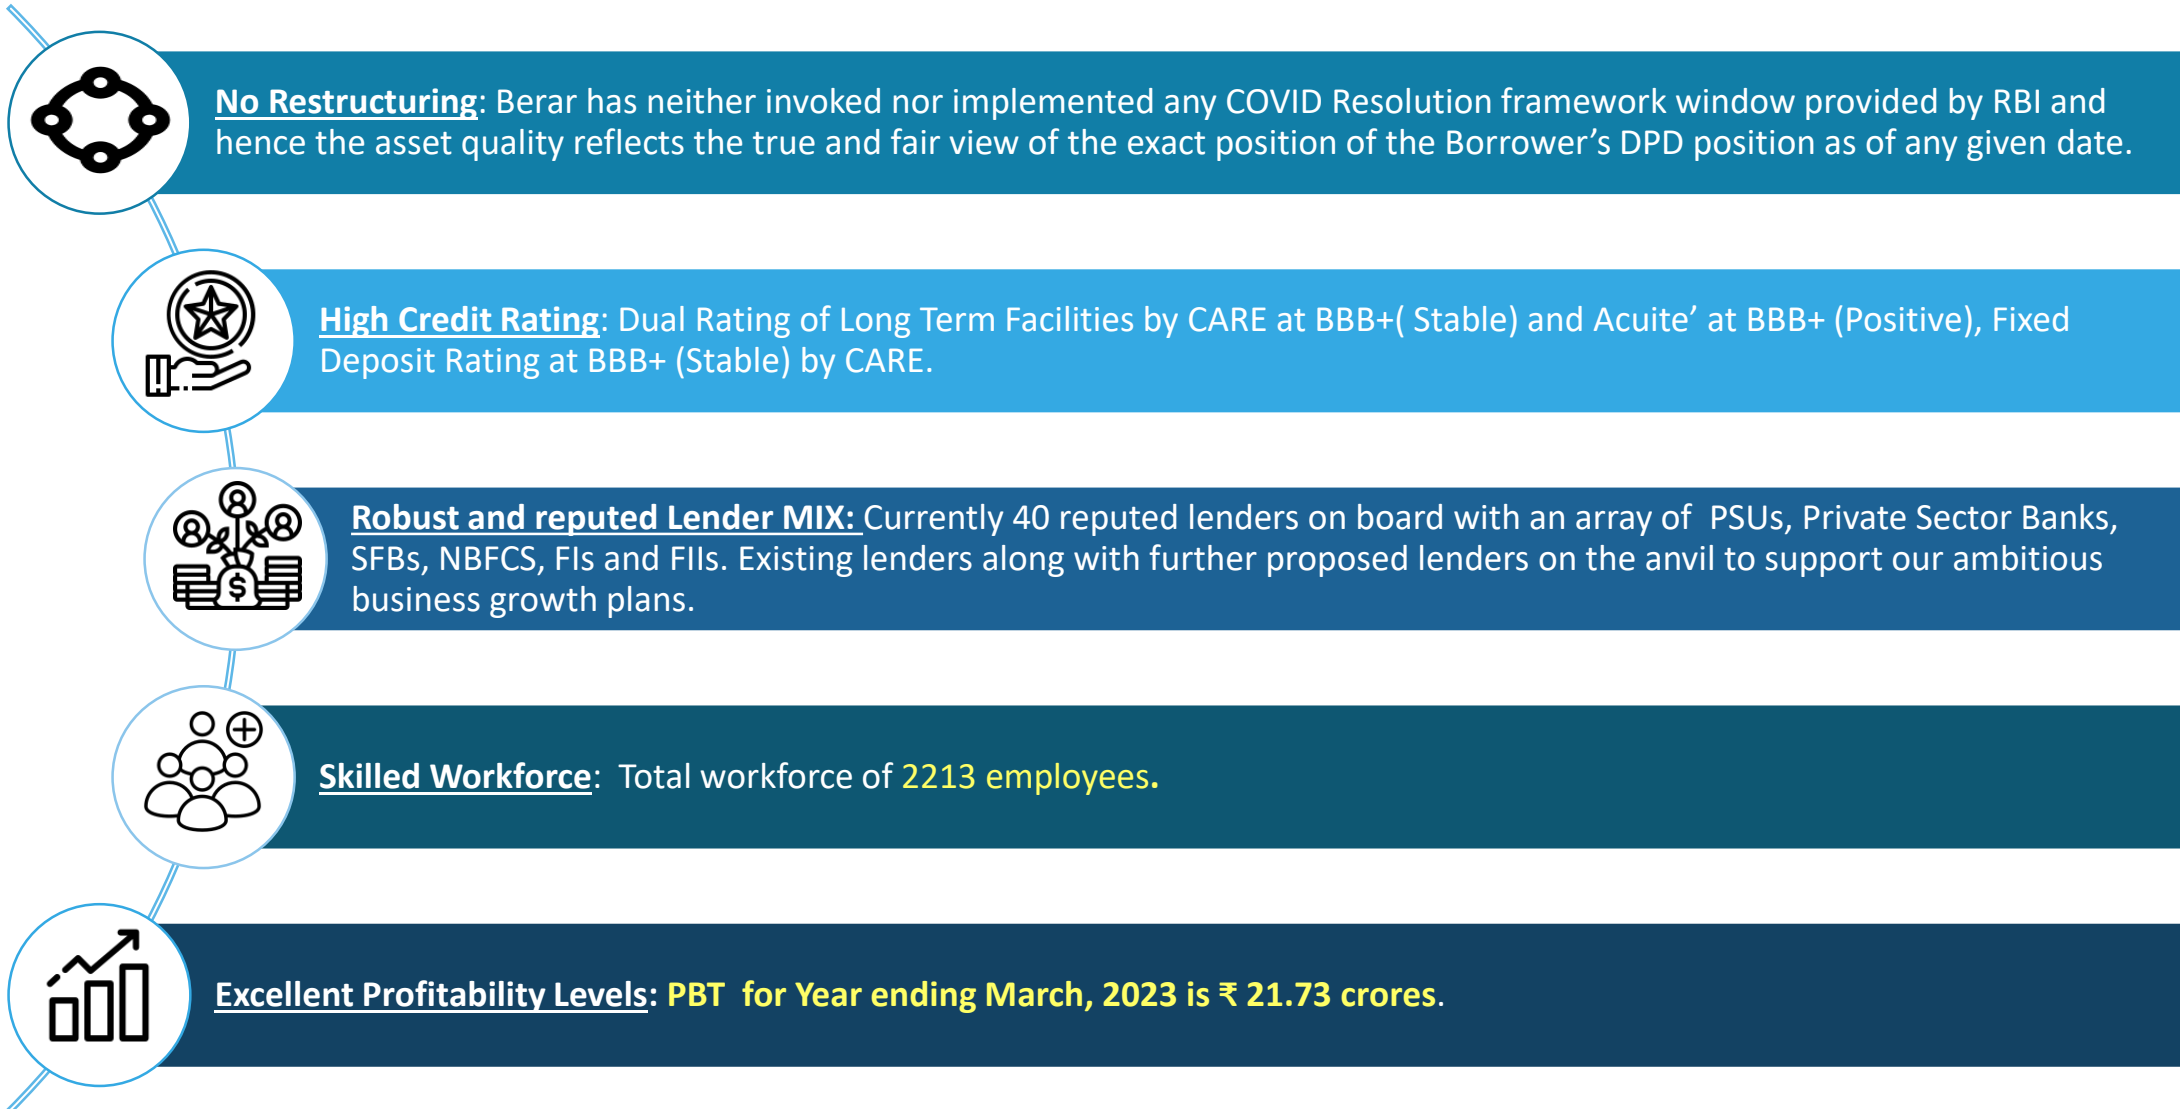 No Restructuring: Berar has neither invoked nor implemented any COVID Resolution framework window provided by RBI and
hence the asset quality reflects the true and fair view of the exact position of the Borrower’s DPD position as of any given date.
High Credit Rating: Dual Rating of Long Term Facilities by CARE at BBB+( Stable) and Acuite’ at BBB+ (Positive), Fixed
Deposit Rating at BBB+ (Stable) by CARE.
Robust and reputed Lender MIX: Currently 40 reputed lenders on board with an array of PSUs, Private Sector Banks,
SFBs, NBFCS, FIs and FIIs. Existing lenders along with further proposed lenders on the anvil to support our ambitious
business growth plans.
$
Skilled Workforce: Total workforce of 2213 employees.
Excellent Profitability Levels: PBT for Year ending March, 2023 is ₹ 21.73 crores.